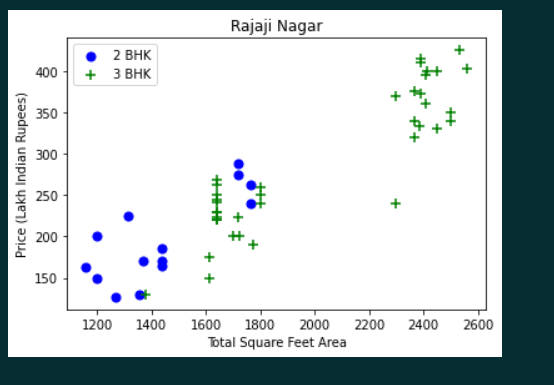 Rajaji Nagar
2 BHK
3 BHK
Price (Lakh Indian Rupees)
400
350
300
250
200
150
1200 1400 1600 1800 2000 2200 2400 2600
Total Square Feet Area